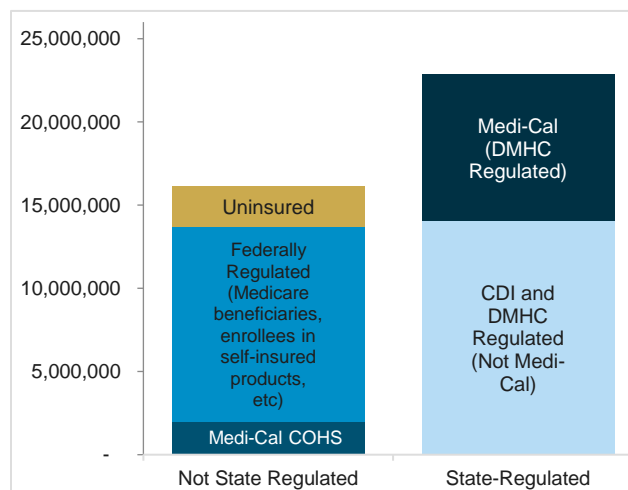 25,000,000
20,000,000
15,000,000
10,000,000
5,000,000
-
Uninsured
Federally
Regulated
(Medicare
beneficiaries,
enrollees in
self-insured
products,
etc)
Medi-Cal COHS
Medi-Cal
(DMHC
Regulated)
CDI and
DMHC
Regulated
(Not Medi-
Cal)
Not State Regulated
State-Regulated